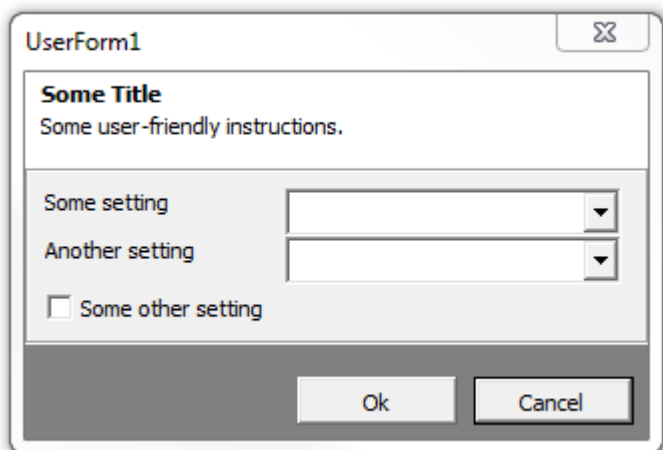 UserForm1
Some Title
Some user-friendly instructions.
Some setting
Another setting
Some other setting
Ok Cancel